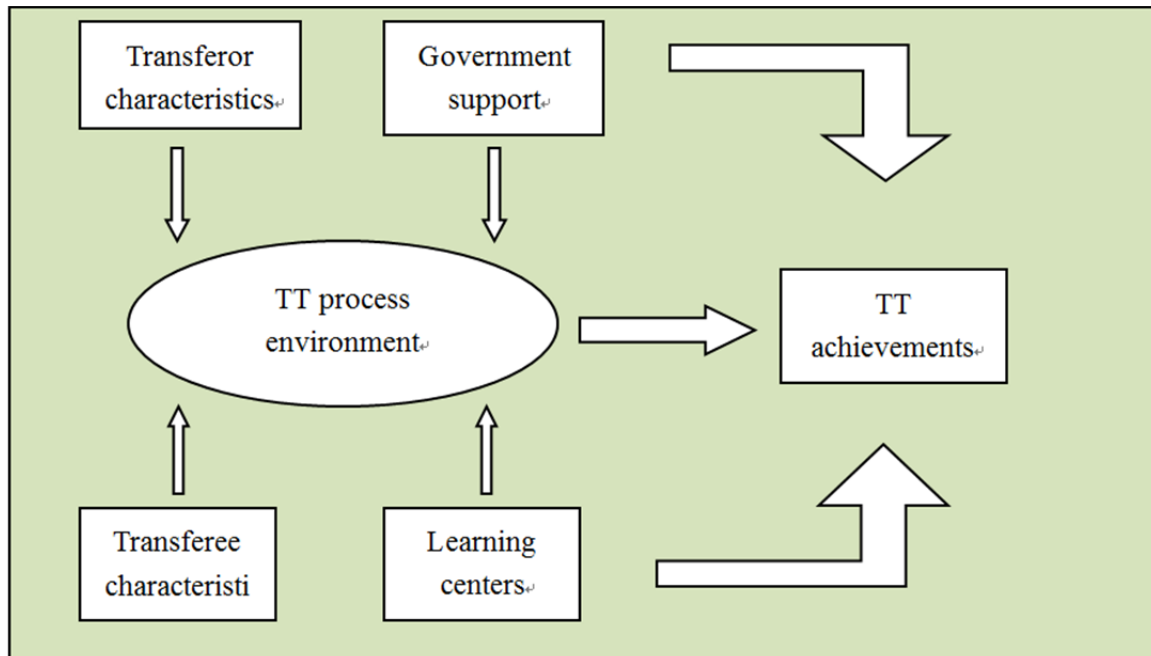 Transferor
characteristics
Government
support
TT process
environment
TT
achievements
Transferee
characteristi
Learning
centers